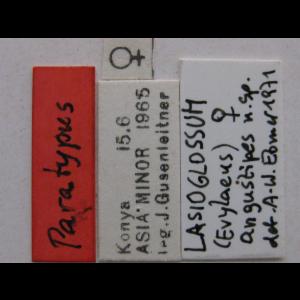 Paratypus
♀
Konya 15.6
ASIA MINOR 1965
leg. J. Gusenleitner
LASIOGLOSSUM
(Evylaeus) ♀
angustipes n. sp.
det A.W. Ebmer 1971